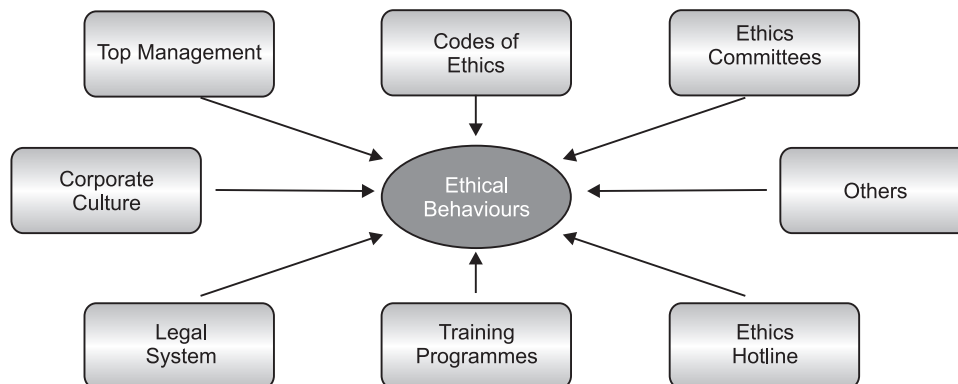 Top Management
Codes of
Ethics
Ethics
Committees
Corporate
Culture
Ethical
Behaviours
Others
Legal
System
Training
Programmes
Ethics
Hotline